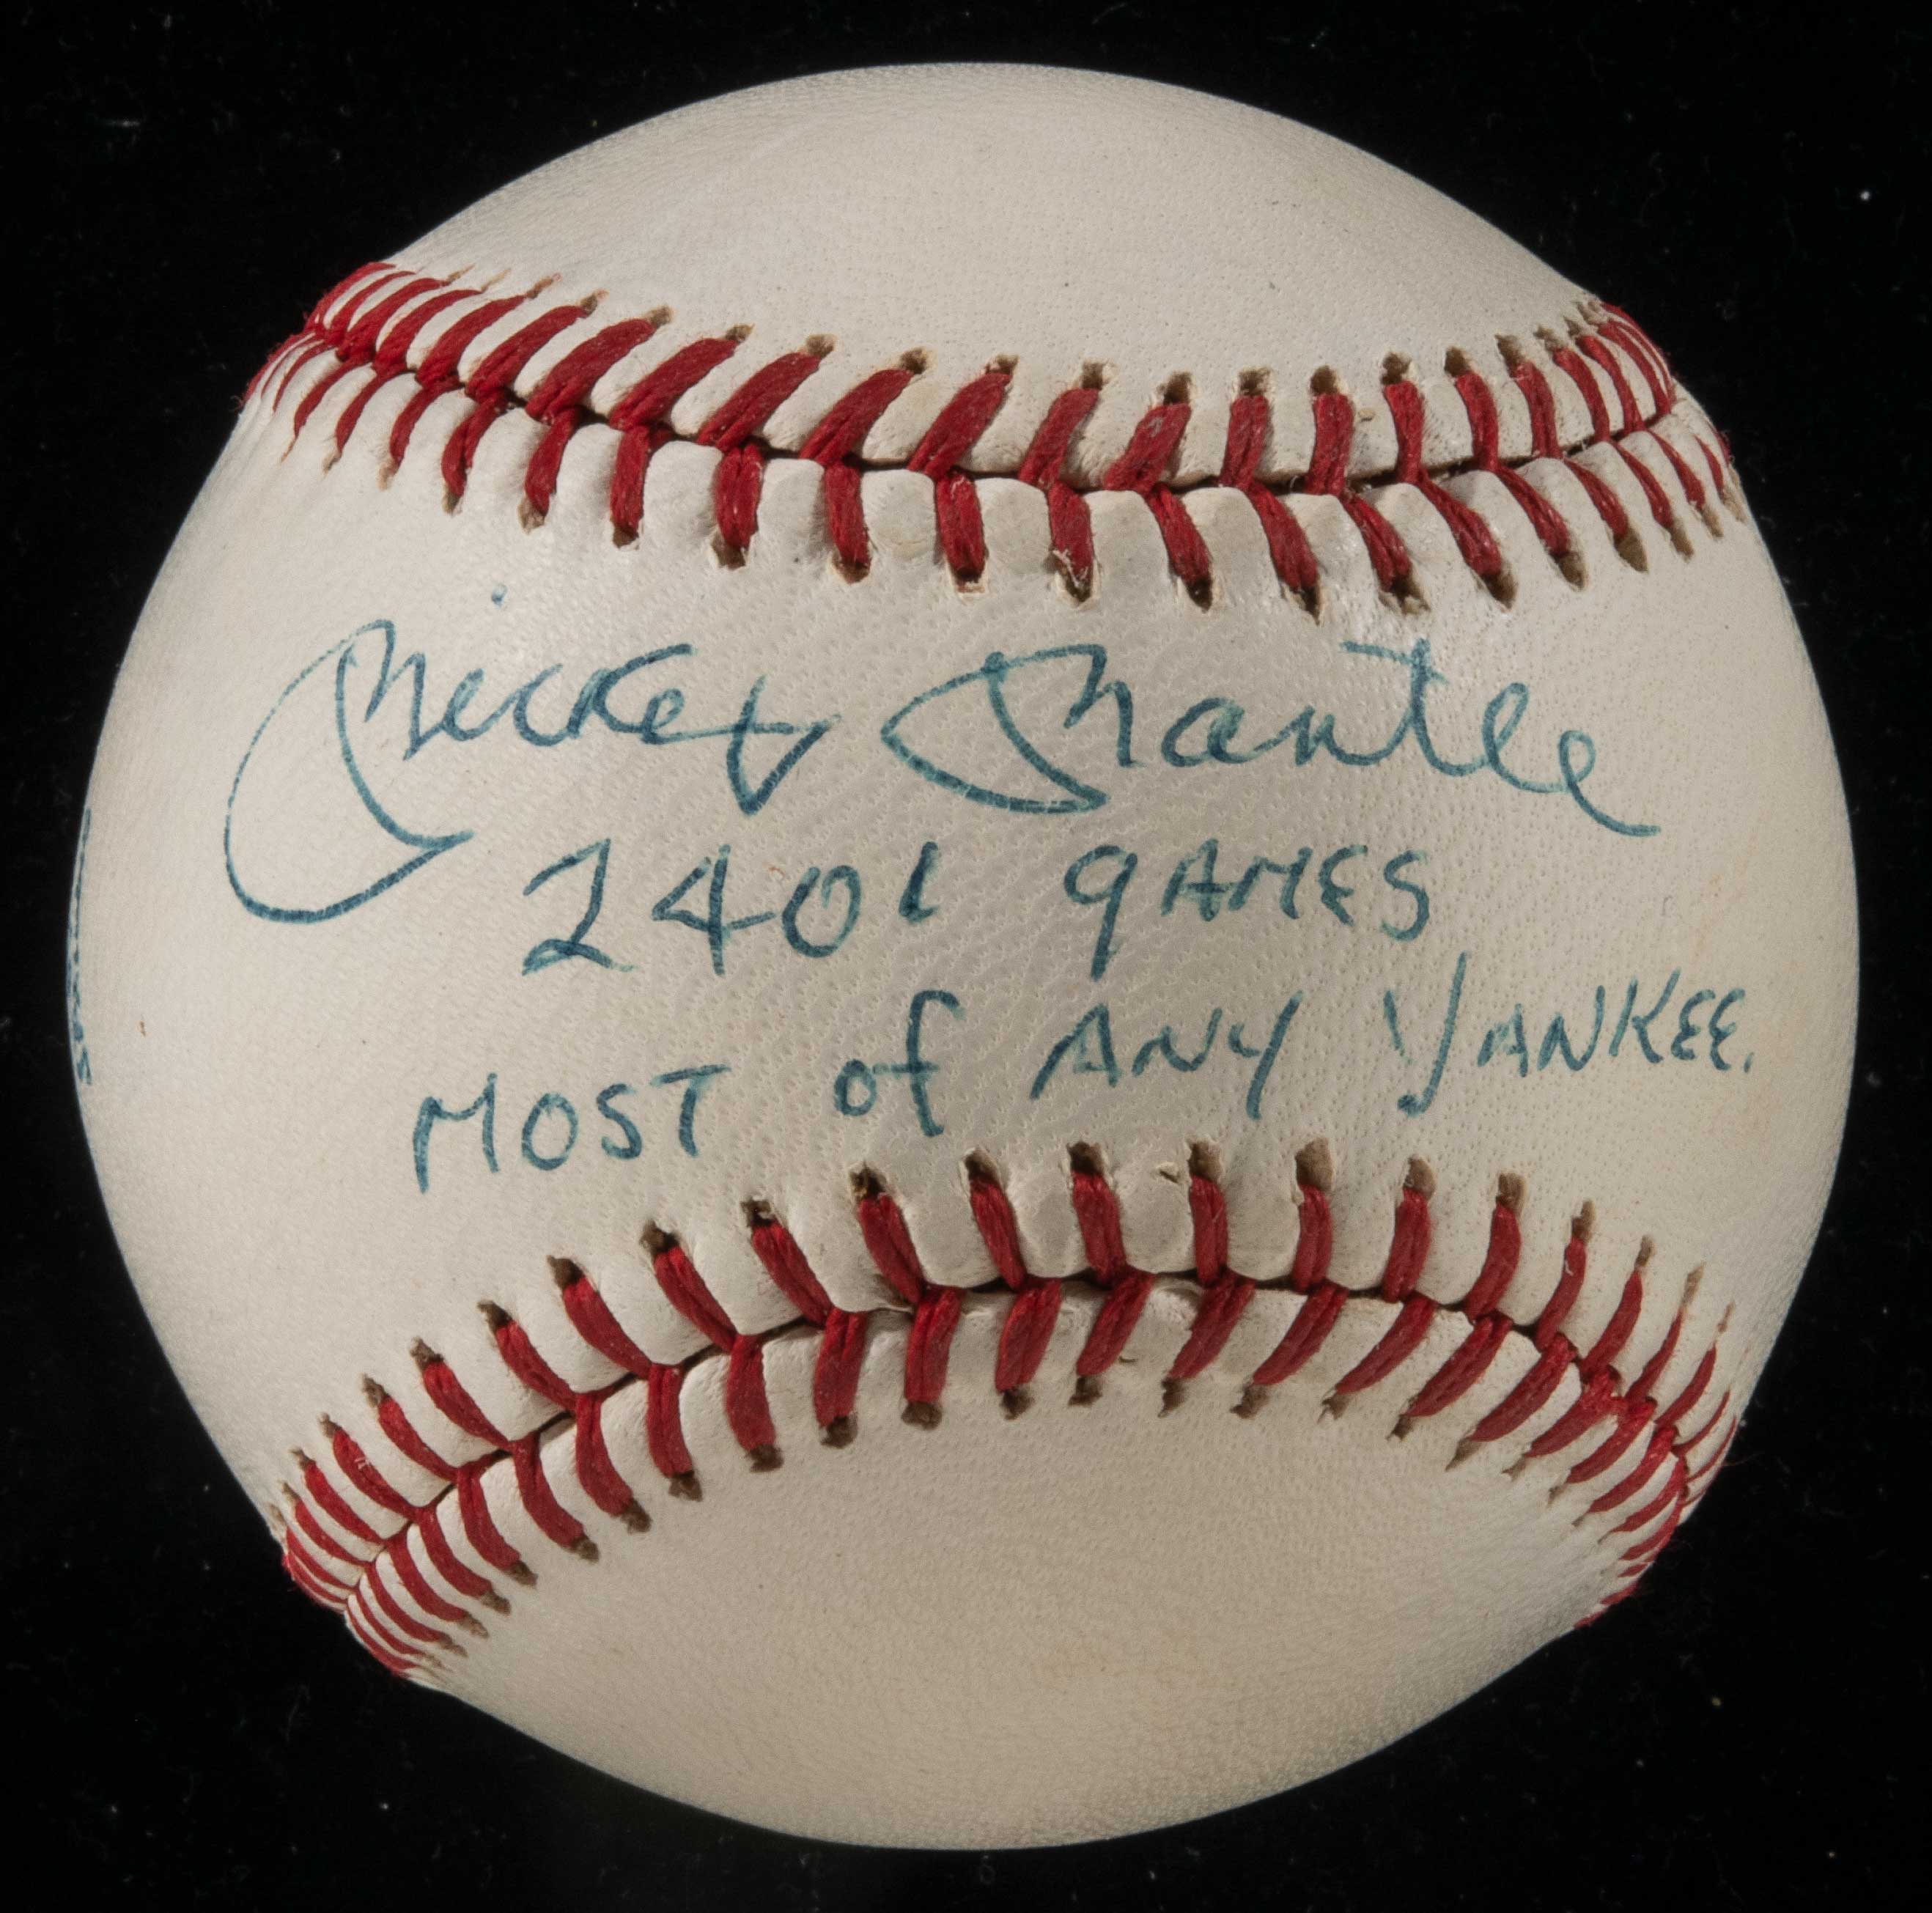 Mickey Mantle
2401 gAMES
MOST of ANY YANKEE.